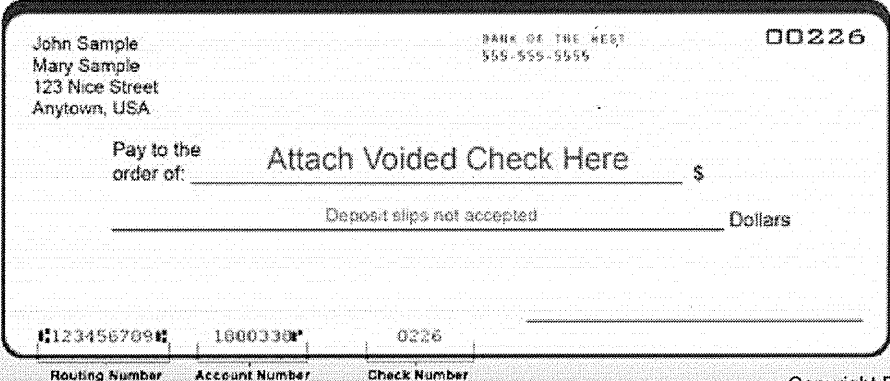 John Sample
Mary Sample
123 Nice Street
Anytown, USA
BANK OF THE WEST
555-555-5555
00226
Pay to the
order of:
Attach Voided Check Here
$
Deposit slips not accepted
Dollars
⑆123456789⑆ 1800330⑈ 0226
Routing Number Account Number Check Number